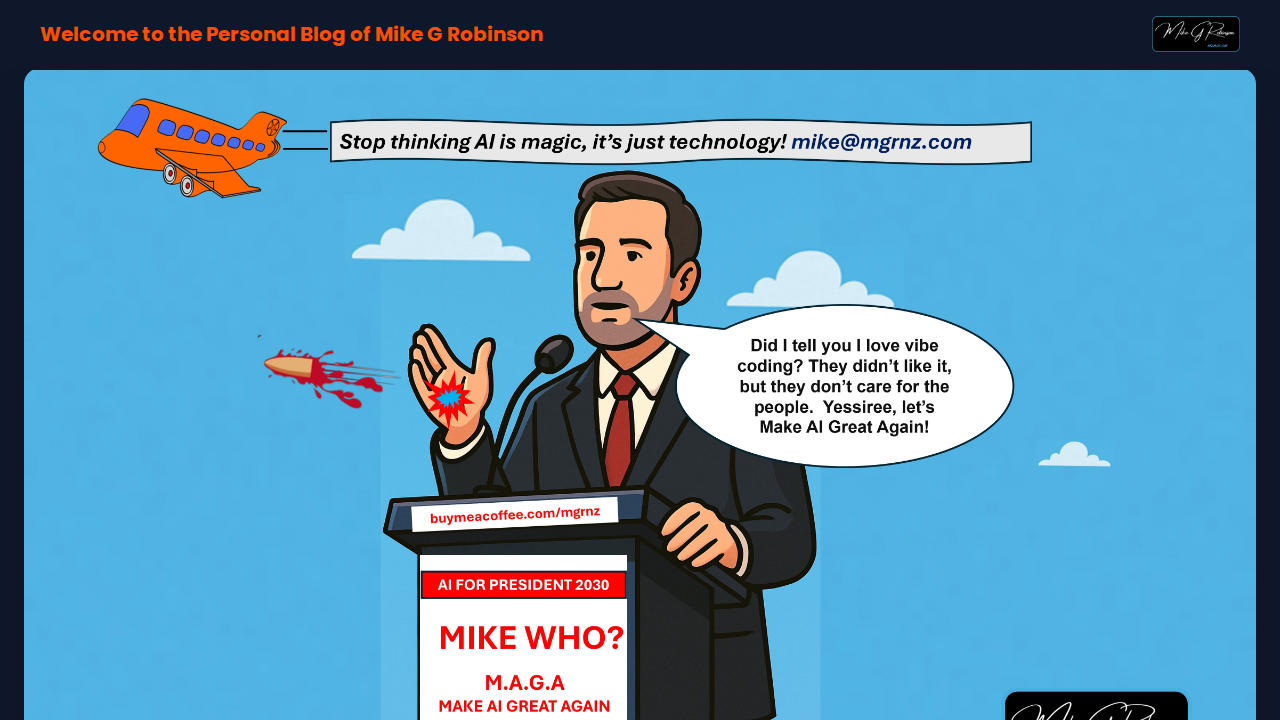 Welcome to the Personal Blog of Mike G Robinson
Mike G Robinson
Stop thinking AI is magic, it's just technology! mike@mgrnz.com
Did I tell you I love vibe
coding? They didn't like it,
but they don't care for the
people. Yessiree, let's
Make AI Great Again!
buymeacoffee.com/mgrnz
AI FOR PRESIDENT 2030
MIKE WHO?
M.A.G.A
MAKE AI GREAT AGAIN